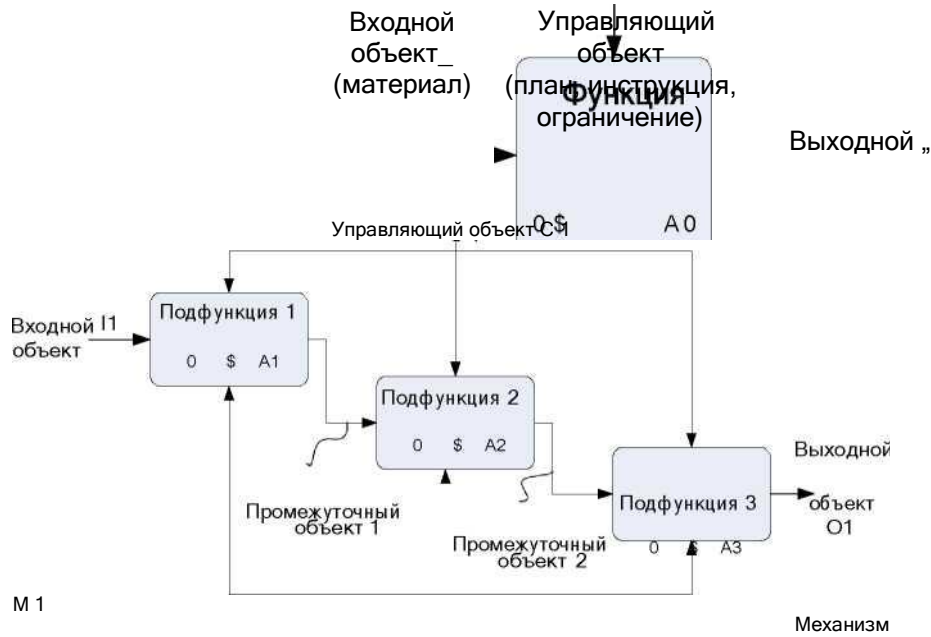 Входной
объект_
(материал)
Управляющий
объект
(план, инструкция,
ограничение)
Функция
Выходной „
0 $ A 0
Управляющий объект C 1
Подфункция 1
0 $ A1
Входной I1
объект
Подфункция 2
0 $ A2
Промежуточный
объект 1
Выходной
Подфункция 3
объект
O1
0 $ A3
Промежуточный
объект 2
M 1
Механизм